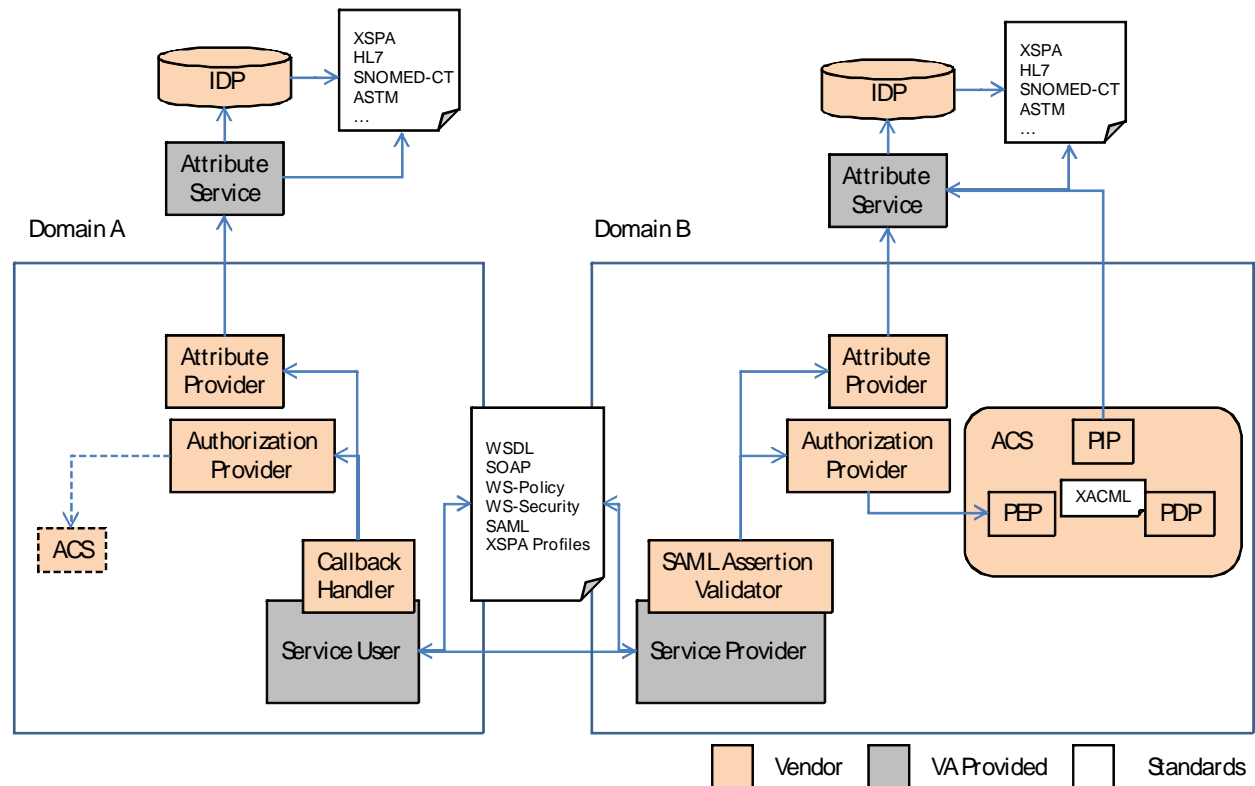 XSPA
HL7
SNOMED-CT
ASTM
...
IDP
Attribute
Service
XSPA
HL7
SNOMED-CT
ASTM
...
IDP
Attribute
Service
Domain A
Domain B
Attribute
Provider
Authorization
Provider
ACS
Callback
Handler
Service User
WSDL
SOAP
WS-Policy
WS-Security
SAML
XSPA Profiles
Attribute
Provider
Authorization
Provider
ACS
PIP
XACML
PEP
PDP
SAML Assertion
Validator
Service Provider
Vendor
VA Provided
Standards